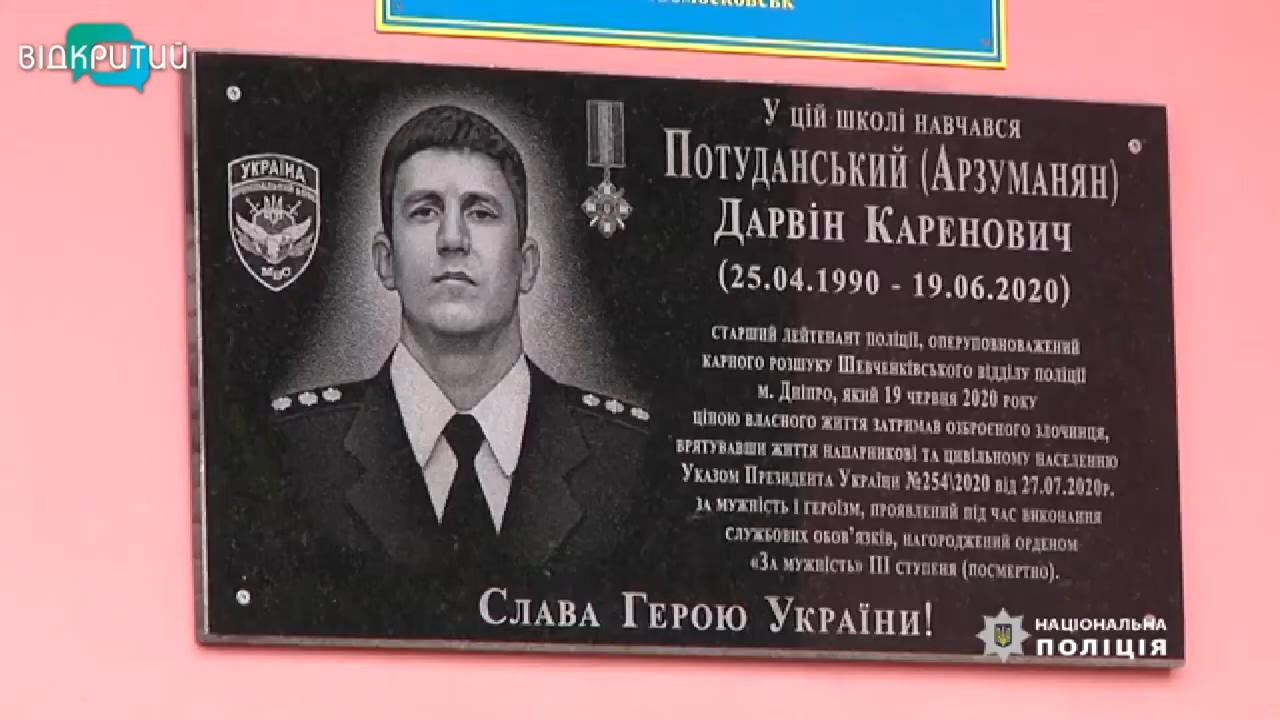 ВІДКРИТИЙ
УКРАЇНА
МВС
У ЦІЙ ШКОЛІ НАВЧАВСЯ
ПОТУДАНСЬКИЙ (АРЗУМАНЯН)
ДАРВІН КАРЕНОВИЧ
(25.04.1990 - 19.06.2020)
СТАРШИЙ ЛЕЙТЕНАНТ ПОЛІЦІЇ, ОПЕРУПОВНОВАЖЕНИЙ
КАРНОГО РОЗШУКУ ШЕВЧЕНКІВСЬКОГО ВІДДІЛУ ПОЛІЦІЇ
М. ДНІПРО, ЯКИЙ 19 ЧЕРВНЯ 2020 РОКУ
ЦІНОЮ ВЛАСНОГО ЖИТТЯ ЗАТРИМАВ ОЗБРОЄНОГО ЗЛОЧИНЦЯ,
ВРЯТУВАВШИ ЖИТТЯ НАПАРНИКОВІ ТА ЦИВІЛЬНОМУ НАСЕЛЕННЮ
УКАЗОМ ПРЕЗИДЕНТА УКРАЇНИ №254\2020 ВІД 27.07.2020Р.
ЗА МУЖНІСТЬ І ГЕРОЇЗМ, ПРОЯВЛЕНИЙ ПІД ЧАС ВИКОНАННЯ
СЛУЖБОВИХ ОБОВ'ЯЗКІВ, НАГОРОДЖЕНИЙ ОРДЕНОМ
«ЗА МУЖНІСТЬ» ІІІ СТУПЕНЯ (ПОСМЕРТНО).
СЛАВА ГЕРОЮ УКРАЇНИ!
НАЦІОНАЛЬНА
ПОЛІЦІЯ